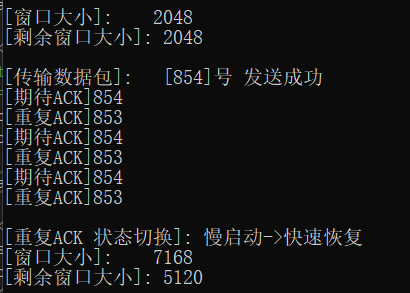 [窗口大小]:    2048
[剩余窗口大小]: 2048
[传输数据包]:   [854]号 发送成功
[期待ACK]854
[重复ACK]853
[期待ACK]854
[重复ACK]853
[期待ACK]854
[重复ACK]853
[重复ACK 状态切换]: 慢启动->快速恢复
[窗口大小]:    7168
[剩余窗口大小]: 5120